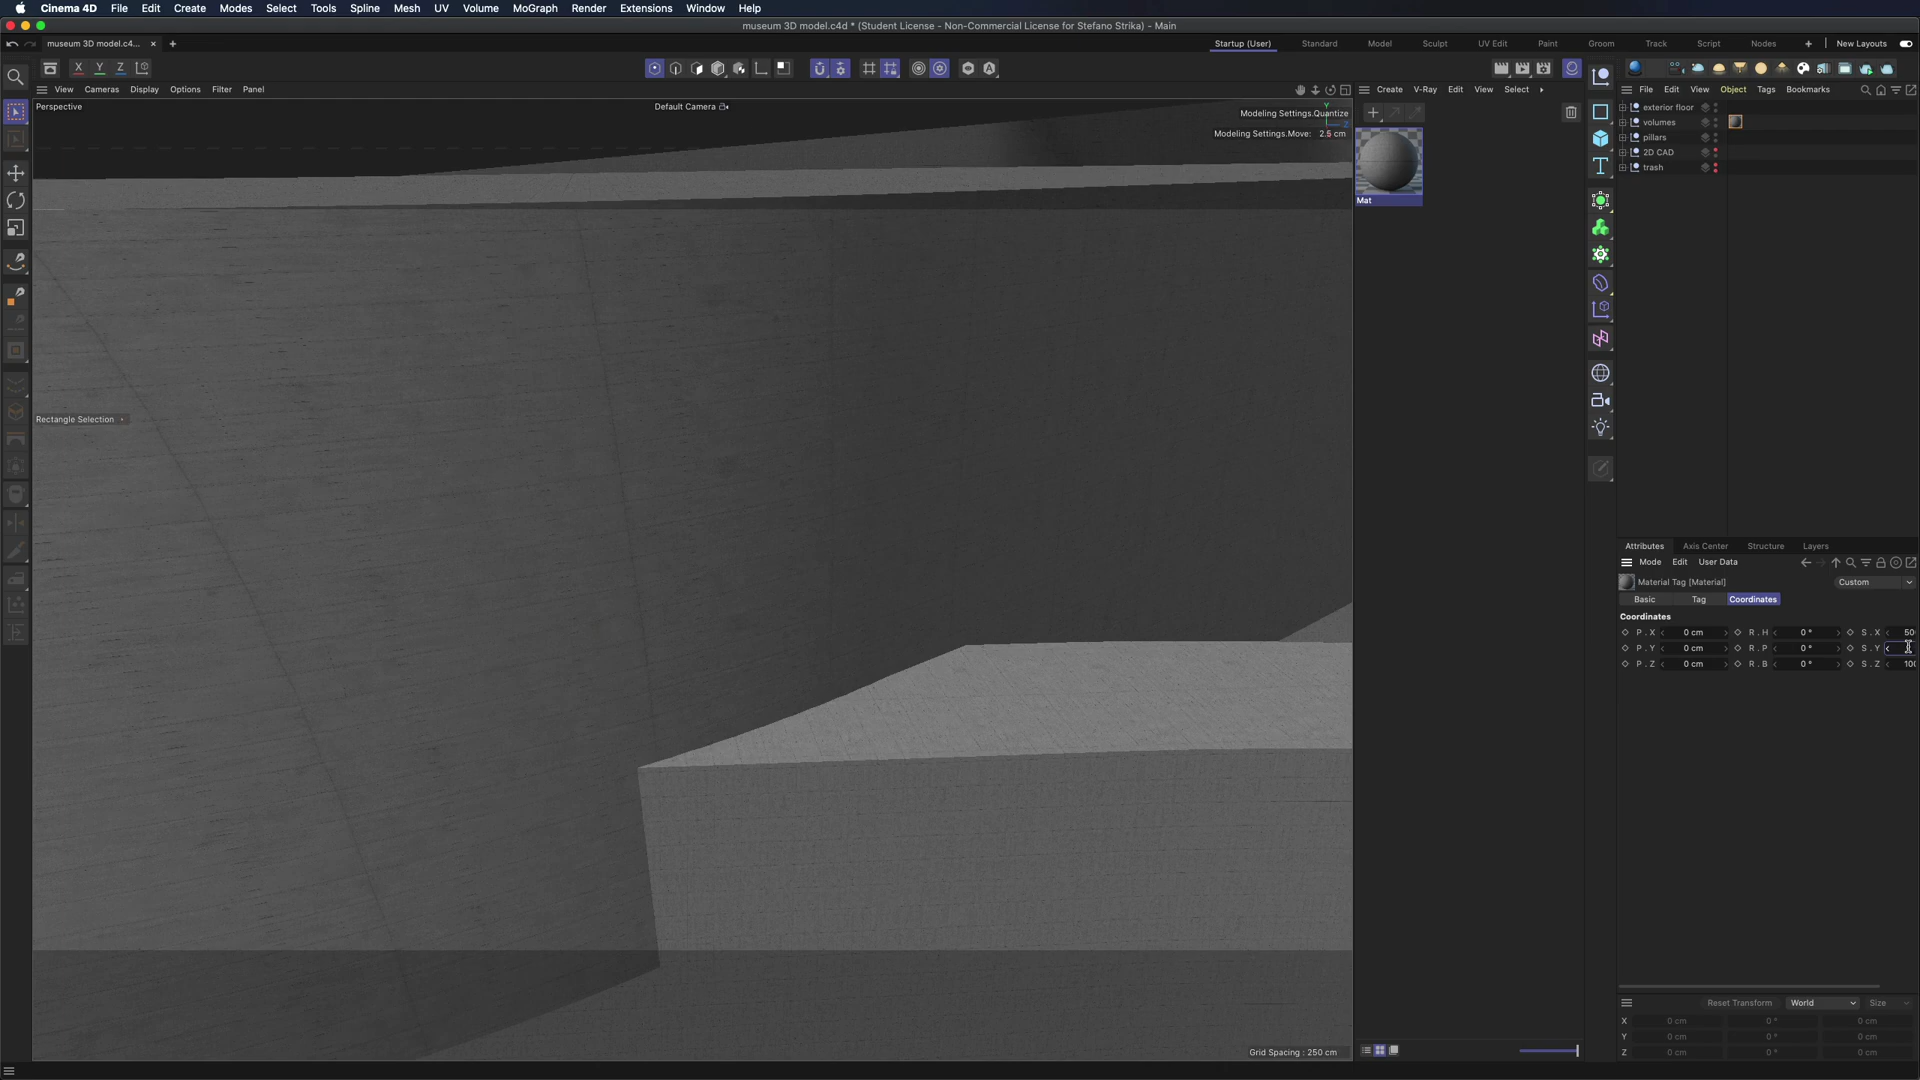 Cinema 4D File Edit Create Modes Select Tools Spline Mesh UV Volume MoGraph Render Extensions Window Help
museum 3D model.c4d * (Student License - Non-Commercial License for Stefano Strika) - Main
museum 3D model.c4... × + Startup (User) Standard Model Sculpt UV Edit Paint Groom Track Script Nodes + New Layouts
X Y Z
View Cameras Display Options Filter Panel
Create V-Ray Edit View Select
File Edit View Object Tags Bookmarks
Perspective Default Camera
Modeling Settings.Quantize
Modeling Settings.Move: 2.5 cm
Y
Mat
exterior floor
volumes
pillars
2D CAD
trash
Rectangle Selection
Attributes Axis Center Structure Layers
Mode Edit User Data
Material Tag [Material] Custom
Basic Tag Coordinates
Coordinates
P . X 0 cm R . H 0 ° S . X 50
P . Y 0 cm R . P 0 ° S . Y
P . Z 0 cm R . B 0 ° S . Z 100
Grid Spacing : 250 cm
Reset Transform World Size
X 0 cm 0 ° 0 cm
Y 0 cm 0 ° 0 cm
Z 0 cm 0 ° 0 cm